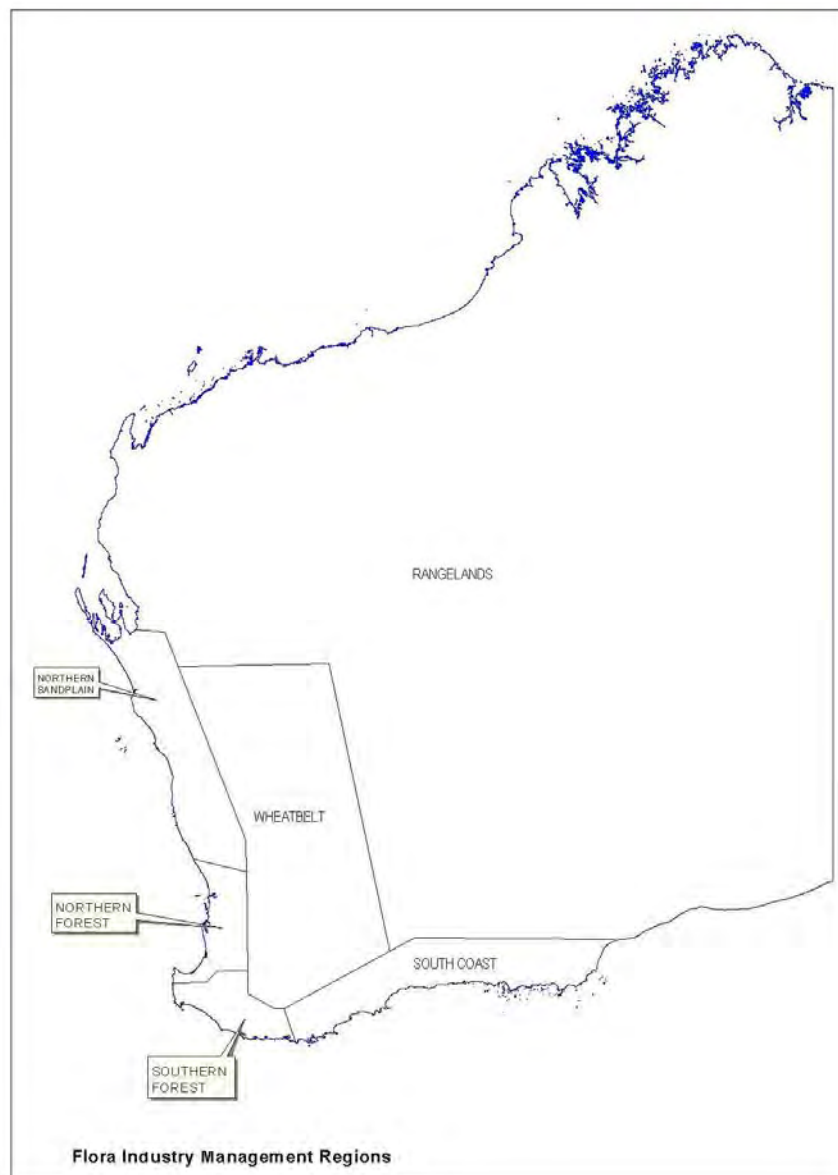 RANGELANDS
NORTHERN
SANDPLAIN
WHEATBELT
NORTHERN
FOREST
SOUTH COAST
SOUTHERN
FOREST
Flora Industry Management Regions